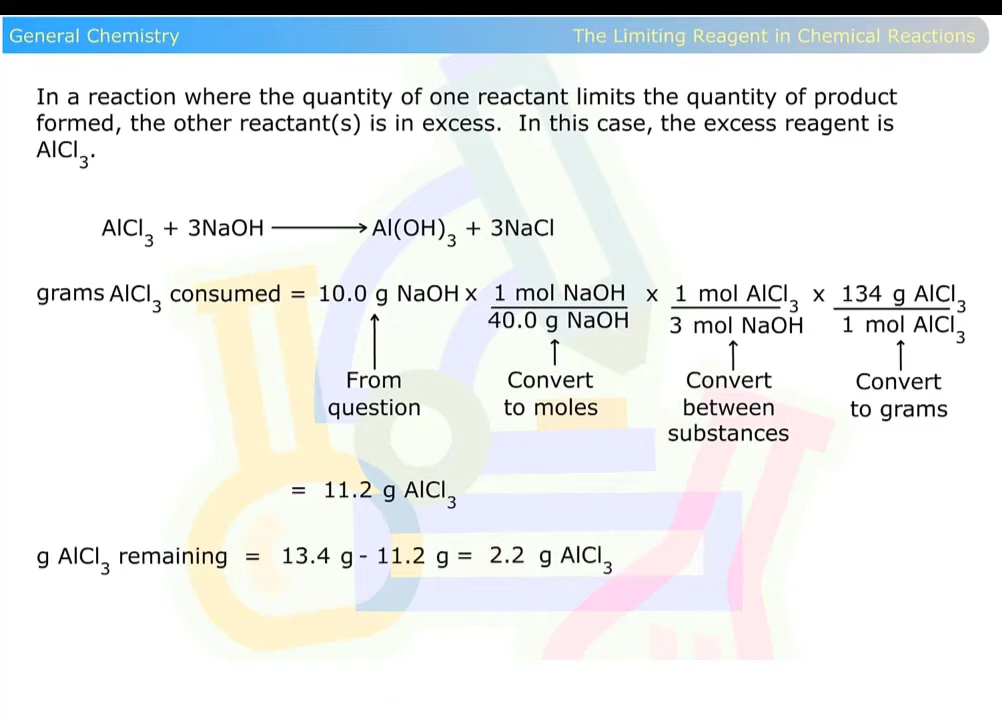 General Chemistry The Limiting Reagent in Chemical Reactions
In a reaction where the quantity of one reactant limits the quantity of product
formed, the other reactant(s) is in excess. In this case, the excess reagent is
AlCl₃.
AlCl₃ + 3NaOH ⟶ Al(OH)₃ + 3NaCl
grams AlCl₃ consumed = 10.0 g NaOH x 1 mol NaOH x 1 mol AlCl₃ x 134 g AlCl₃
40.0 g NaOH 3 mol NaOH 1 mol AlCl₃
↑ ↑ ↑ ↑
From Convert Convert Convert
question to moles between to grams
substances
= 11.2 g AlCl₃
g AlCl₃ remaining = 13.4 g - 11.2 g = 2.2 g AlCl₃